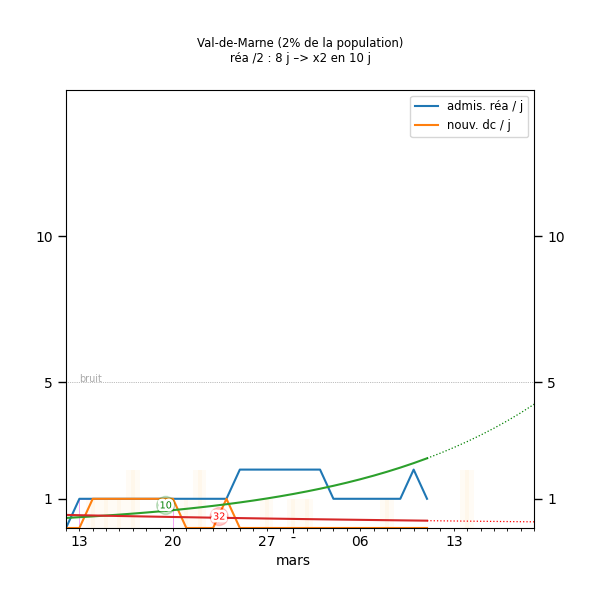 Val-de-Marne (2% de la population)
réa /2 : 8 j –> x2 en 10 j
admis. réa / j
nouv. dc / j
10
10
bruit
5
5
10
32
1
1
13
20
27
-
06
13
mars